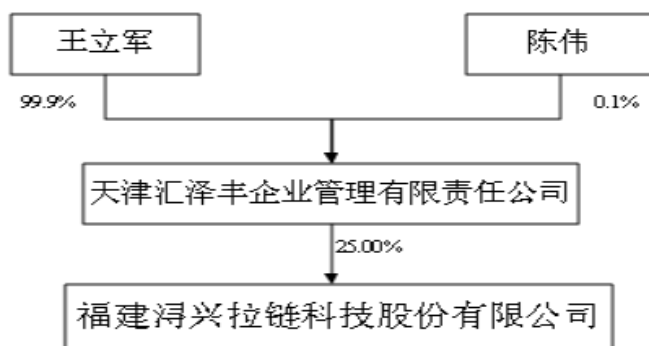 王立军
陈伟
99.9%
0.1%
天津汇泽丰企业管理有限责任公司
25.00%
福建浔兴拉链科技股份有限公司